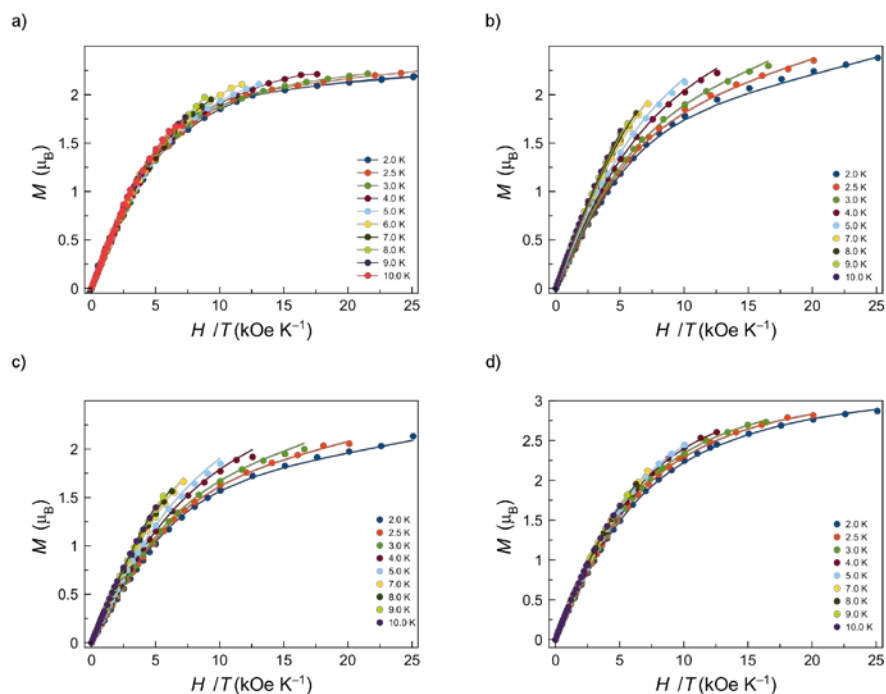 a)
M (μB)
2
1.5
1
0.5
0
0 5 10 15 20 25
H /T (kOe K⁻¹)
2.0 K
2.5 K
3.0 K
4.0 K
5.0 K
6.0 K
7.0 K
8.0 K
9.0 K
10.0 K
b)
M (μB)
2
1.5
1
0.5
0
0 5 10 15 20 25
H /T (kOe K⁻¹)
2.0 K
2.5 K
3.0 K
4.0 K
5.0 K
7.0 K
8.0 K
9.0 K
10.0 K
c)
M (μB)
2
1.5
1
0.5
0
0 5 10 15 20 25
H /T (kOe K⁻¹)
2.0 K
2.5 K
3.0 K
4.0 K
5.0 K
7.0 K
8.0 K
9.0 K
10.0 K
d)
M (μB)
3
2.5
2
1.5
1
0.5
0
0 5 10 15 20 25
H /T (kOe K⁻¹)
2.0 K
2.5 K
3.0 K
4.0 K
5.0 K
7.0 K
8.0 K
9.0 K
10.0 K